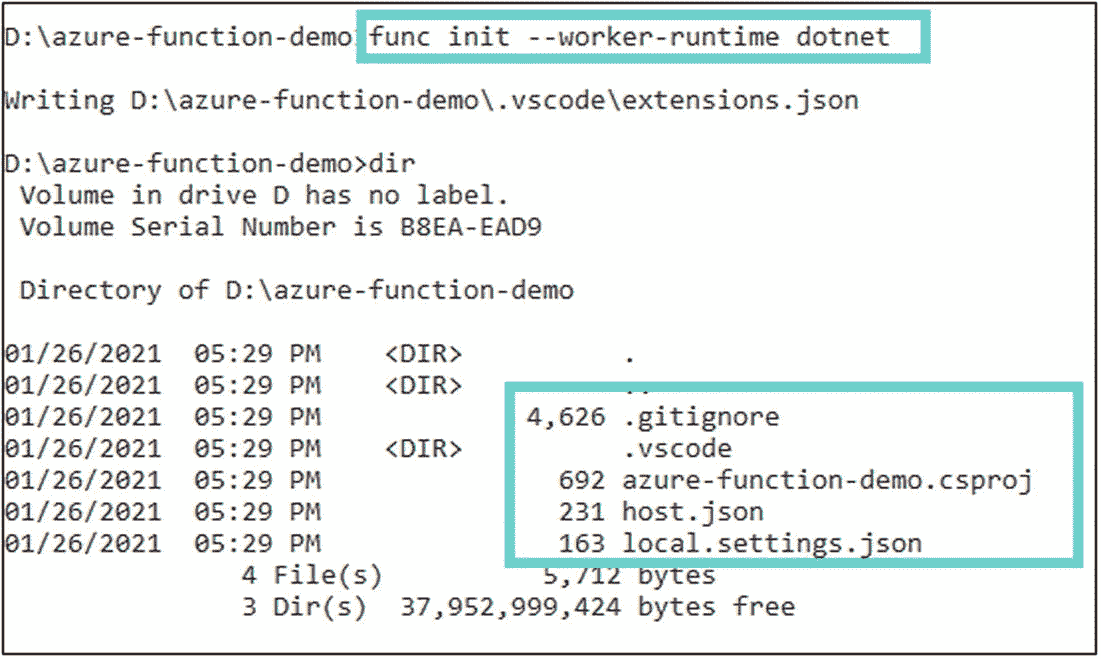 D:\azure-function-demo>func init --worker-runtime dotnet
Writing D:\azure-function-demo\.vscode\extensions.json
D:\azure-function-demo>dir
Volume in drive D has no label.
Volume Serial Number is B8EA-EAD9
Directory of D:\azure-function-demo
01/26/2021  05:29 PM    <DIR>          .
01/26/2021  05:29 PM    <DIR>          ..
01/26/2021  05:29 PM             4,626 .gitignore
01/26/2021  05:29 PM    <DIR>          .vscode
01/26/2021  05:29 PM               692 azure-function-demo.csproj
01/26/2021  05:29 PM               231 host.json
01/26/2021  05:29 PM               163 local.settings.json
4 File(s)          5,712 bytes
3 Dir(s)  37,952,999,424 bytes free